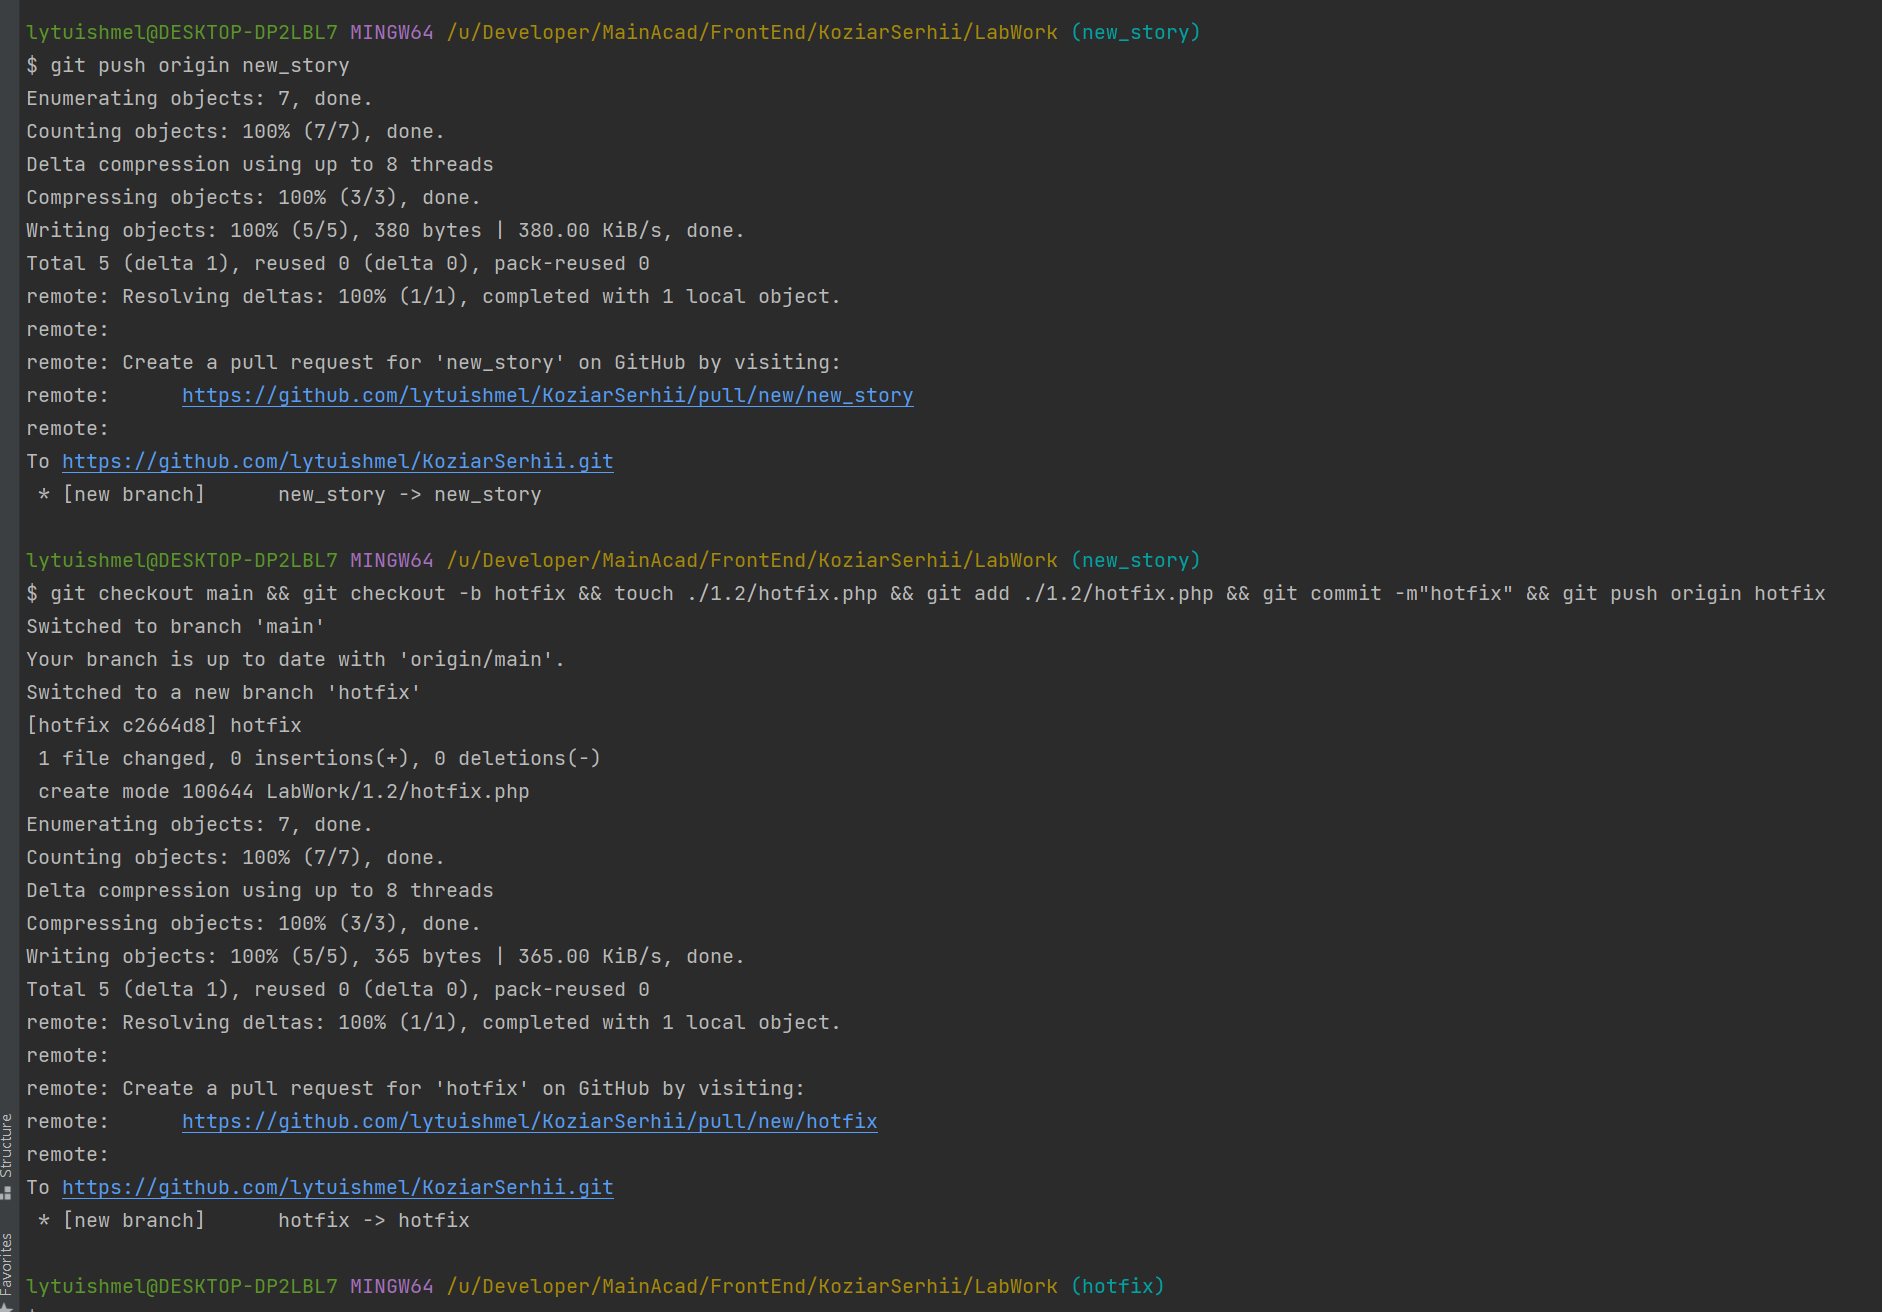 lytuishmel@DESKTOP-DP2LBL7 MINGW64 /u/Developer/MainAcad/FrontEnd/KoziarSerhii/LabWork (new_story)
$ git push origin new_story
Enumerating objects: 7, done.
Counting objects: 100% (7/7), done.
Delta compression using up to 8 threads
Compressing objects: 100% (3/3), done.
Writing objects: 100% (5/5), 380 bytes | 380.00 KiB/s, done.
Total 5 (delta 1), reused 0 (delta 0), pack-reused 0
remote: Resolving deltas: 100% (1/1), completed with 1 local object.
remote:
remote: Create a pull request for 'new_story' on GitHub by visiting:
remote:      https://github.com/lytuishmel/KoziarSerhii/pull/new/new_story
remote:
To https://github.com/lytuishmel/KoziarSerhii.git
 * [new branch]      new_story -> new_story
lytuishmel@DESKTOP-DP2LBL7 MINGW64 /u/Developer/MainAcad/FrontEnd/KoziarSerhii/LabWork (new_story)
$ git checkout main && git checkout -b hotfix && touch ./1.2/hotfix.php && git add ./1.2/hotfix.php && git commit -m"hotfix" && git push origin hotfix
Switched to branch 'main'
Your branch is up to date with 'origin/main'.
Switched to a new branch 'hotfix'
[hotfix c2664d8] hotfix
 1 file changed, 0 insertions(+), 0 deletions(-)
 create mode 100644 LabWork/1.2/hotfix.php
Enumerating objects: 7, done.
Counting objects: 100% (7/7), done.
Delta compression using up to 8 threads
Compressing objects: 100% (3/3), done.
Writing objects: 100% (5/5), 365 bytes | 365.00 KiB/s, done.
Total 5 (delta 1), reused 0 (delta 0), pack-reused 0
remote: Resolving deltas: 100% (1/1), completed with 1 local object.
remote:
remote: Create a pull request for 'hotfix' on GitHub by visiting:
remote:      https://github.com/lytuishmel/KoziarSerhii/pull/new/hotfix
remote:
To https://github.com/lytuishmel/KoziarSerhii.git
 * [new branch]      hotfix -> hotfix
lytuishmel@DESKTOP-DP2LBL7 MINGW64 /u/Developer/MainAcad/FrontEnd/KoziarSerhii/LabWork (hotfix)
Structure
Favorites